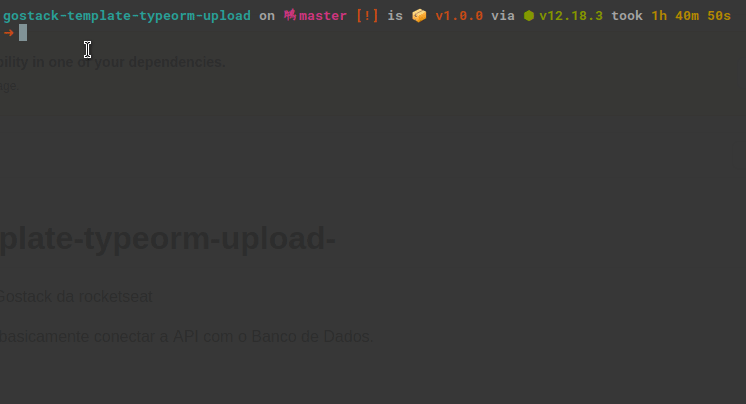 gostack-template-typeorm-upload on master [!] is v1.0.0 via v12.18.3 took 1h 40m 50s
→
bility in one of your dependencies.
ge
plate-typeorm-upload-
Gostack da rocketseat
basicamente conectar a API com o Banco de Dados.